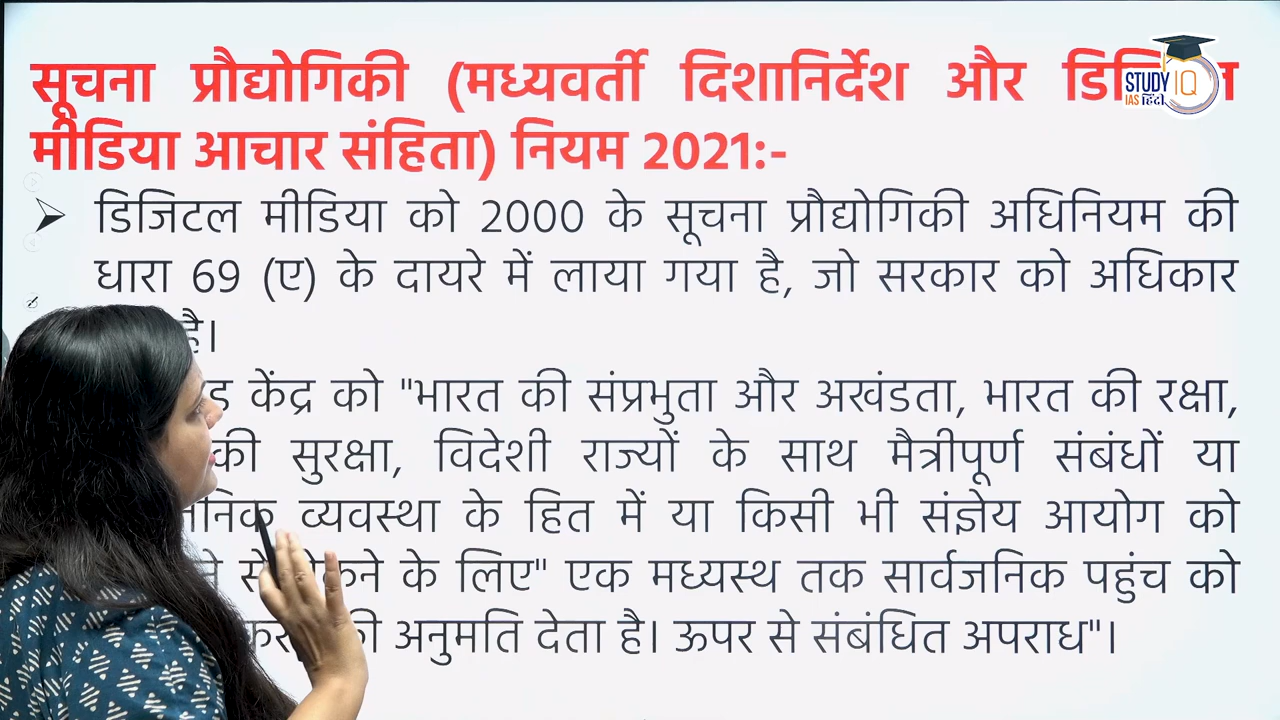 सूचना प्रौद्योगिकी (मध्यवर्ती दिशानिर्देश और
मीडिया आचार संहिता) नियम 2021:-
STUDY IQ
IAS हिंदी
डिजिटल मीडिया को 2000 के सूचना प्रौद्योगिकी अधिनियम की
धारा 69 (ए) के दायरे में लाया गया है, जो सरकार को अधिकार
है।
केंद्र को "भारत की संप्रभुता और अखंडता, भारत की रक्षा,
की सुरक्षा, विदेशी राज्यों के साथ मैत्रीपूर्ण संबंधों या
व्यवस्था के हित में या किसी भी संज्ञेय आयोग को
के लिए" एक मध्यस्थ तक सार्वजनिक पहुंच को
अनुमति देता है। ऊपर से संबंधित अपराध"।